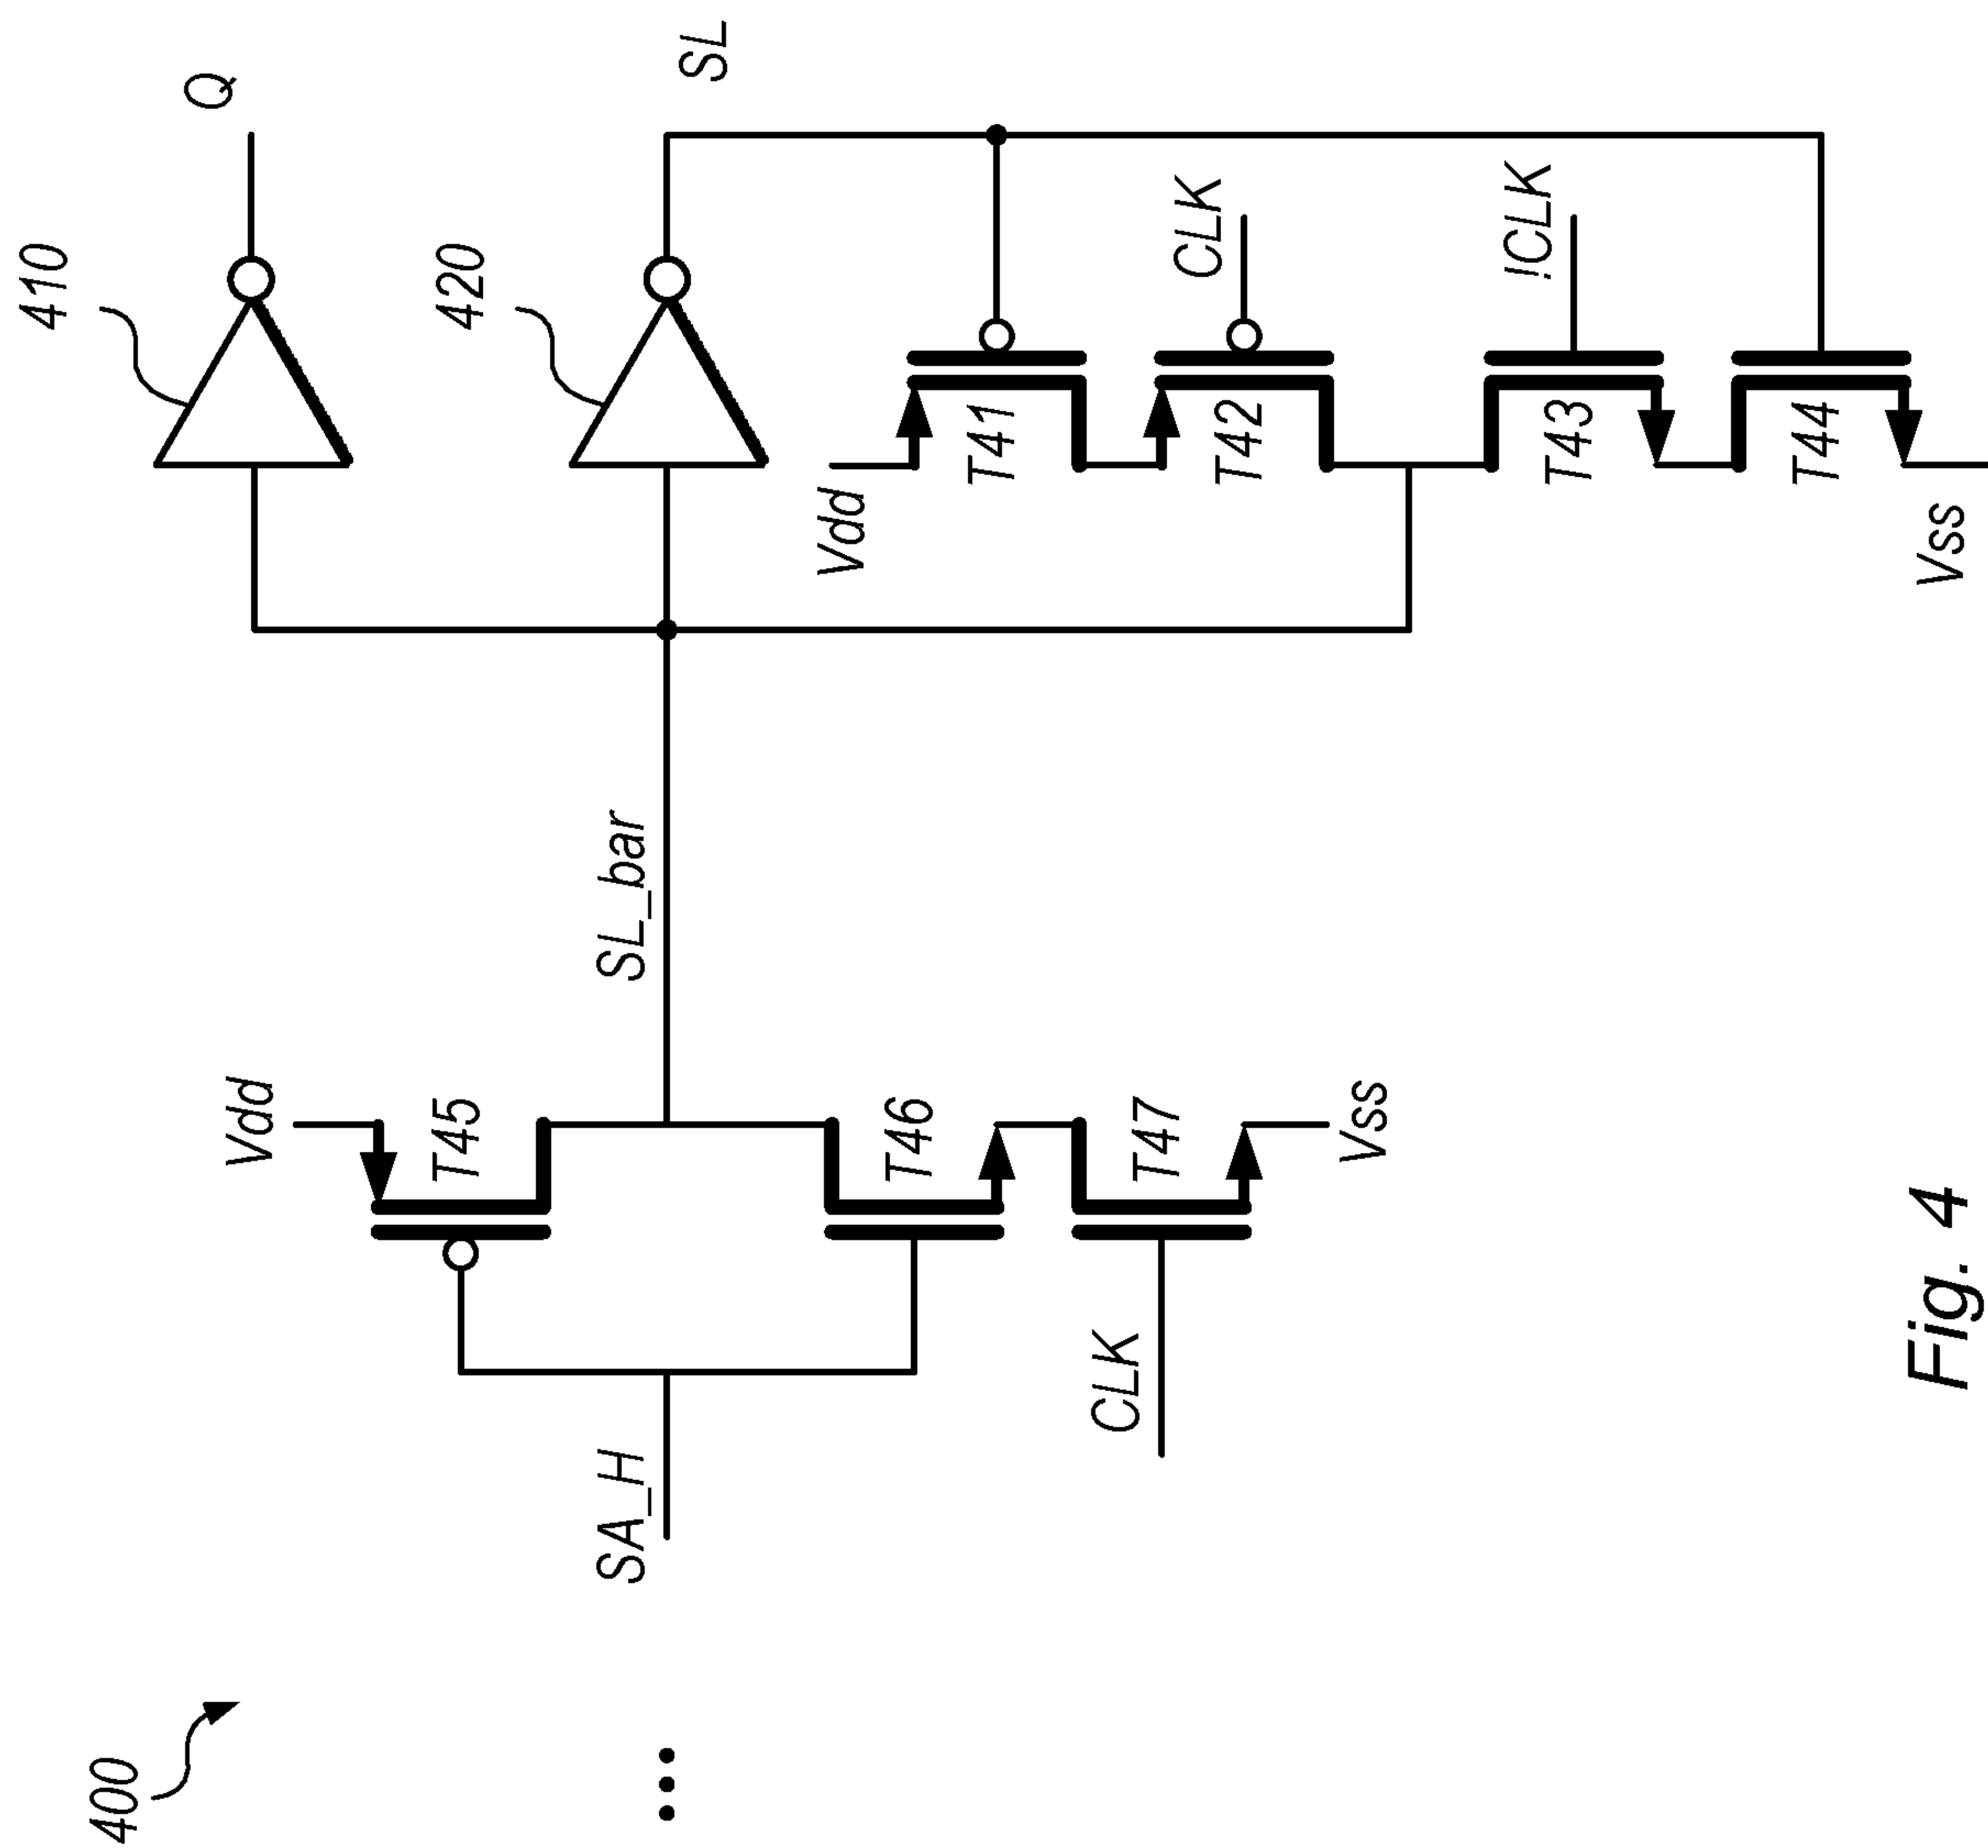 400
SA_H
Vdd
T45
SL_bar
T46
CLK
T47
Vss
410
Q
420
SL
Vdd
T41
T42
CLK
T43
!CLK
T44
Vss
Fig. 4